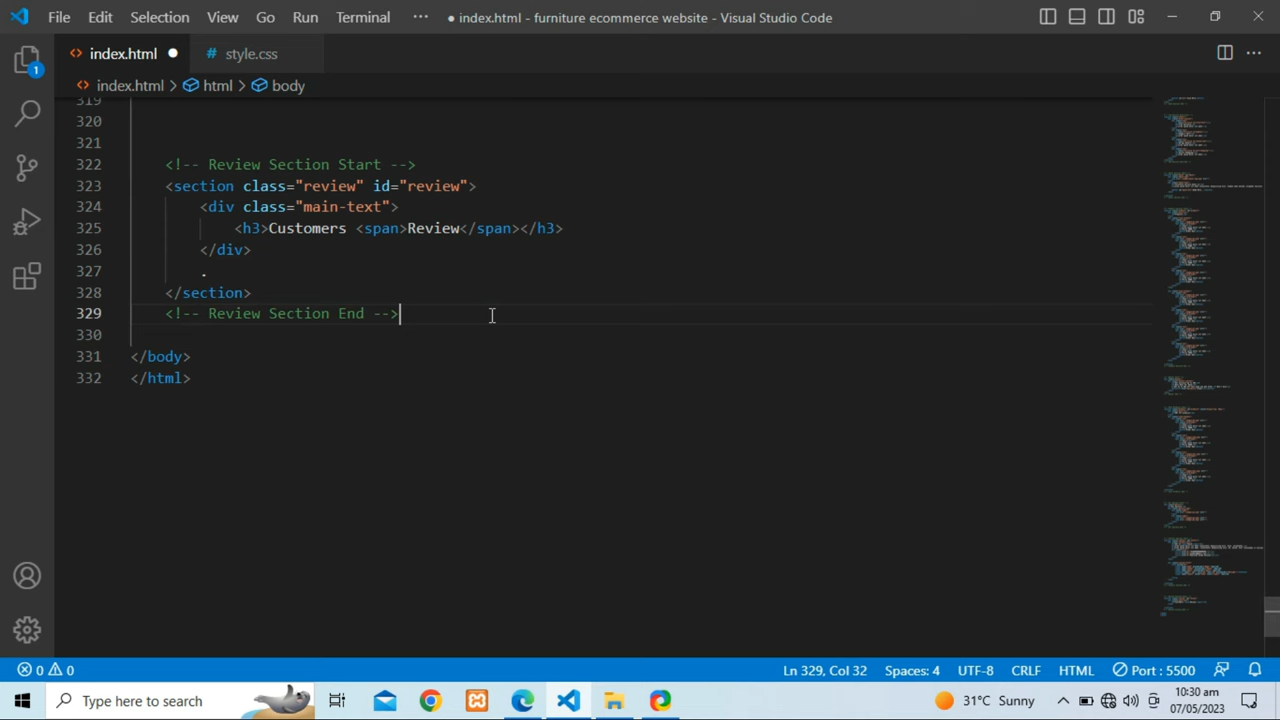 File Edit Selection View Go Run Terminal ··· ● index.html - furniture ecommerce website - Visual Studio Code
<> index.html ● # style.css
<> index.html > html > body
1
319
320
321
322 <!-- Review Section Start -->
323 <section class="review" id="review">
324 <div class="main-text">
325 <h3>Customers <span>Review</span></h3>
326 </div>
327 .
328 </section>
329 <!-- Review Section End -->
330
331 </body>
332 </html>
0 0 Ln 329, Col 32 Spaces: 4 UTF-8 CRLF HTML Port : 5500
Type here to search 31°C Sunny 10:30 am
07/05/2023